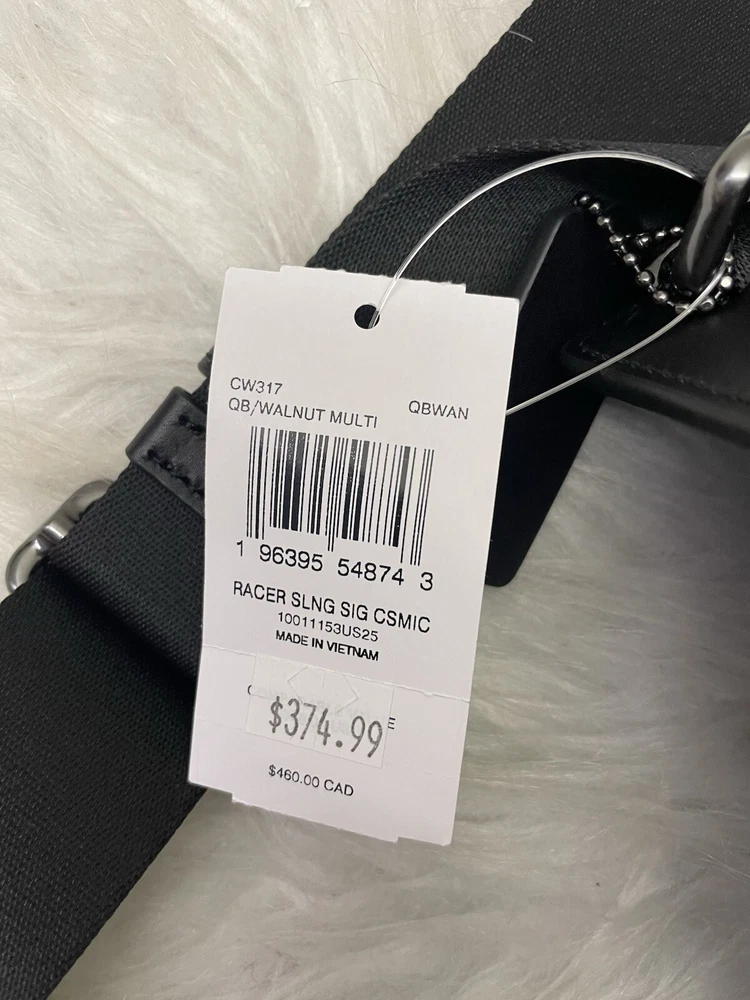 CW317
QB/WALNUT MULTI QBWAN
1 96395 54874 3
RACER SLNG SIG CSMIC
10011153US25
MADE IN VIETNAM
$374.99
$460.00 CAD